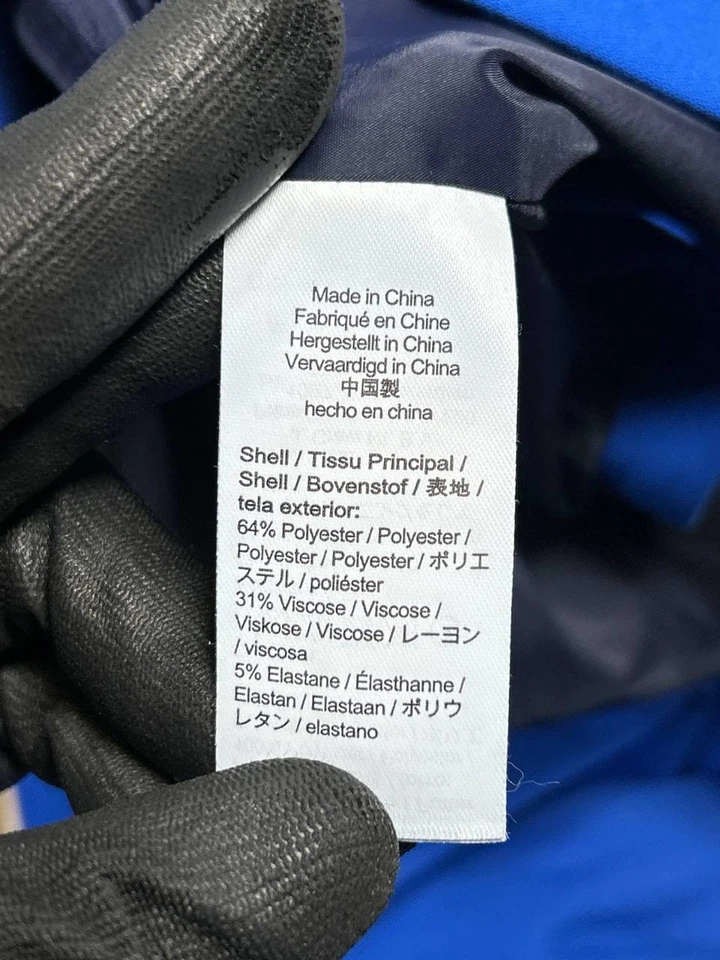 Made in China
Fabriqué en Chine
Hergestellt in China
Vervaardigd in China
中国製
hecho en china
Shell / Tissu Principal /
Shell / Bovenstof / 表地 /
tela exterior:
64% Polyester / Polyester /
Polyester / Polyester / ポリエ
ステル / poliéster
31% Viscose / Viscose /
Viskose / Viscose / レーヨン
/ viscosa
5% Elastane / Élasthanne /
Elastan / Elastaan / ポリウ
レタン / elastano